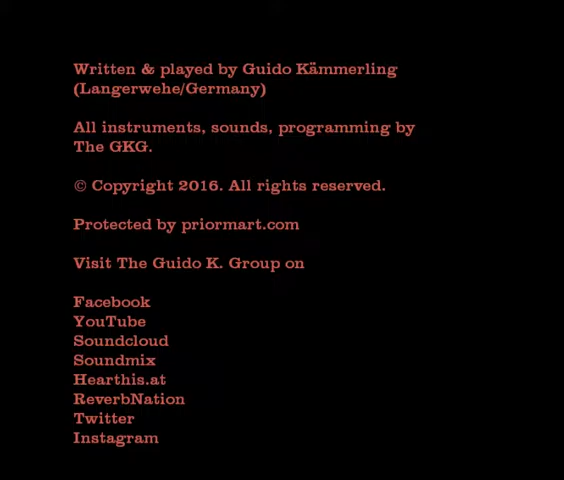 Written & played by Guido Kämmerling
(Langerwehe/Germany)
All instruments, sounds, programming by
The GKG.
© Copyright 2016. All rights reserved.
Protected by priormart.com
Visit The Guido K. Group on
Facebook
YouTube
Soundcloud
Soundmix
Hearthis.at
ReverbNation
Twitter
Instagram